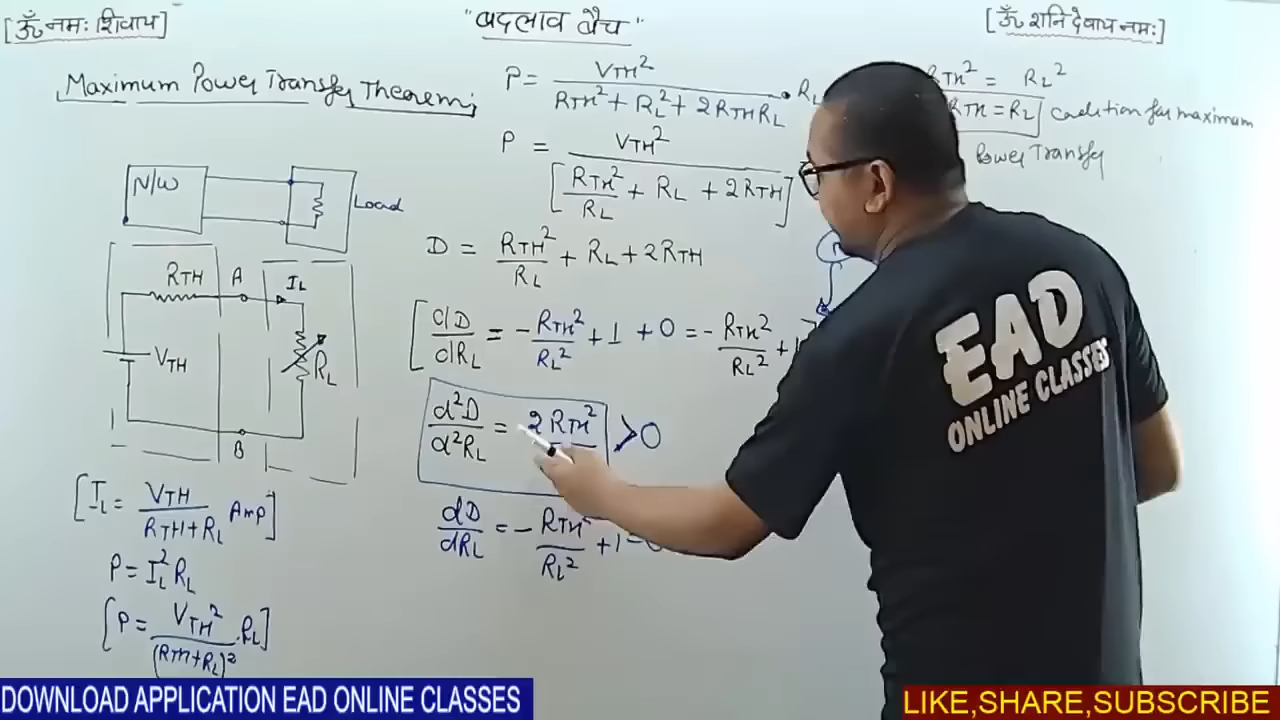 [ॐ नमः शिवाय]
"बदलाव बैच"
[ॐ शनि देवाय नमः]
Maximum Power Transfer Theorem;
N/W
Load
RTH A IL
VTH
RL
B
[IL = VTH / (RTH+RL) Amp]
P = IL² RL
[P = VTH² / (RTH+RL)² . RL]
P = VTH² / (RTH² + RL² + 2RTHRL) . RL
P = VTH² / [RTH²/RL + RL + 2RTH]
D = RTH²/RL + RL + 2RTH
[dD/dRL = - RTH²/RL² + 1 + 0 = - RTH²/RL² + 1
d²D/d²RL = 2RTH² >0
dD/dRL = - RTH²/RL² + 1 = 0
RTH² = RL²
RTH = RL condition for maximum
Power Transfer
EAD
ONLINE CLASSES
DOWNLOAD APPLICATION EAD ONLINE CLASSES
LIKE,SHARE,SUBSCRIBE